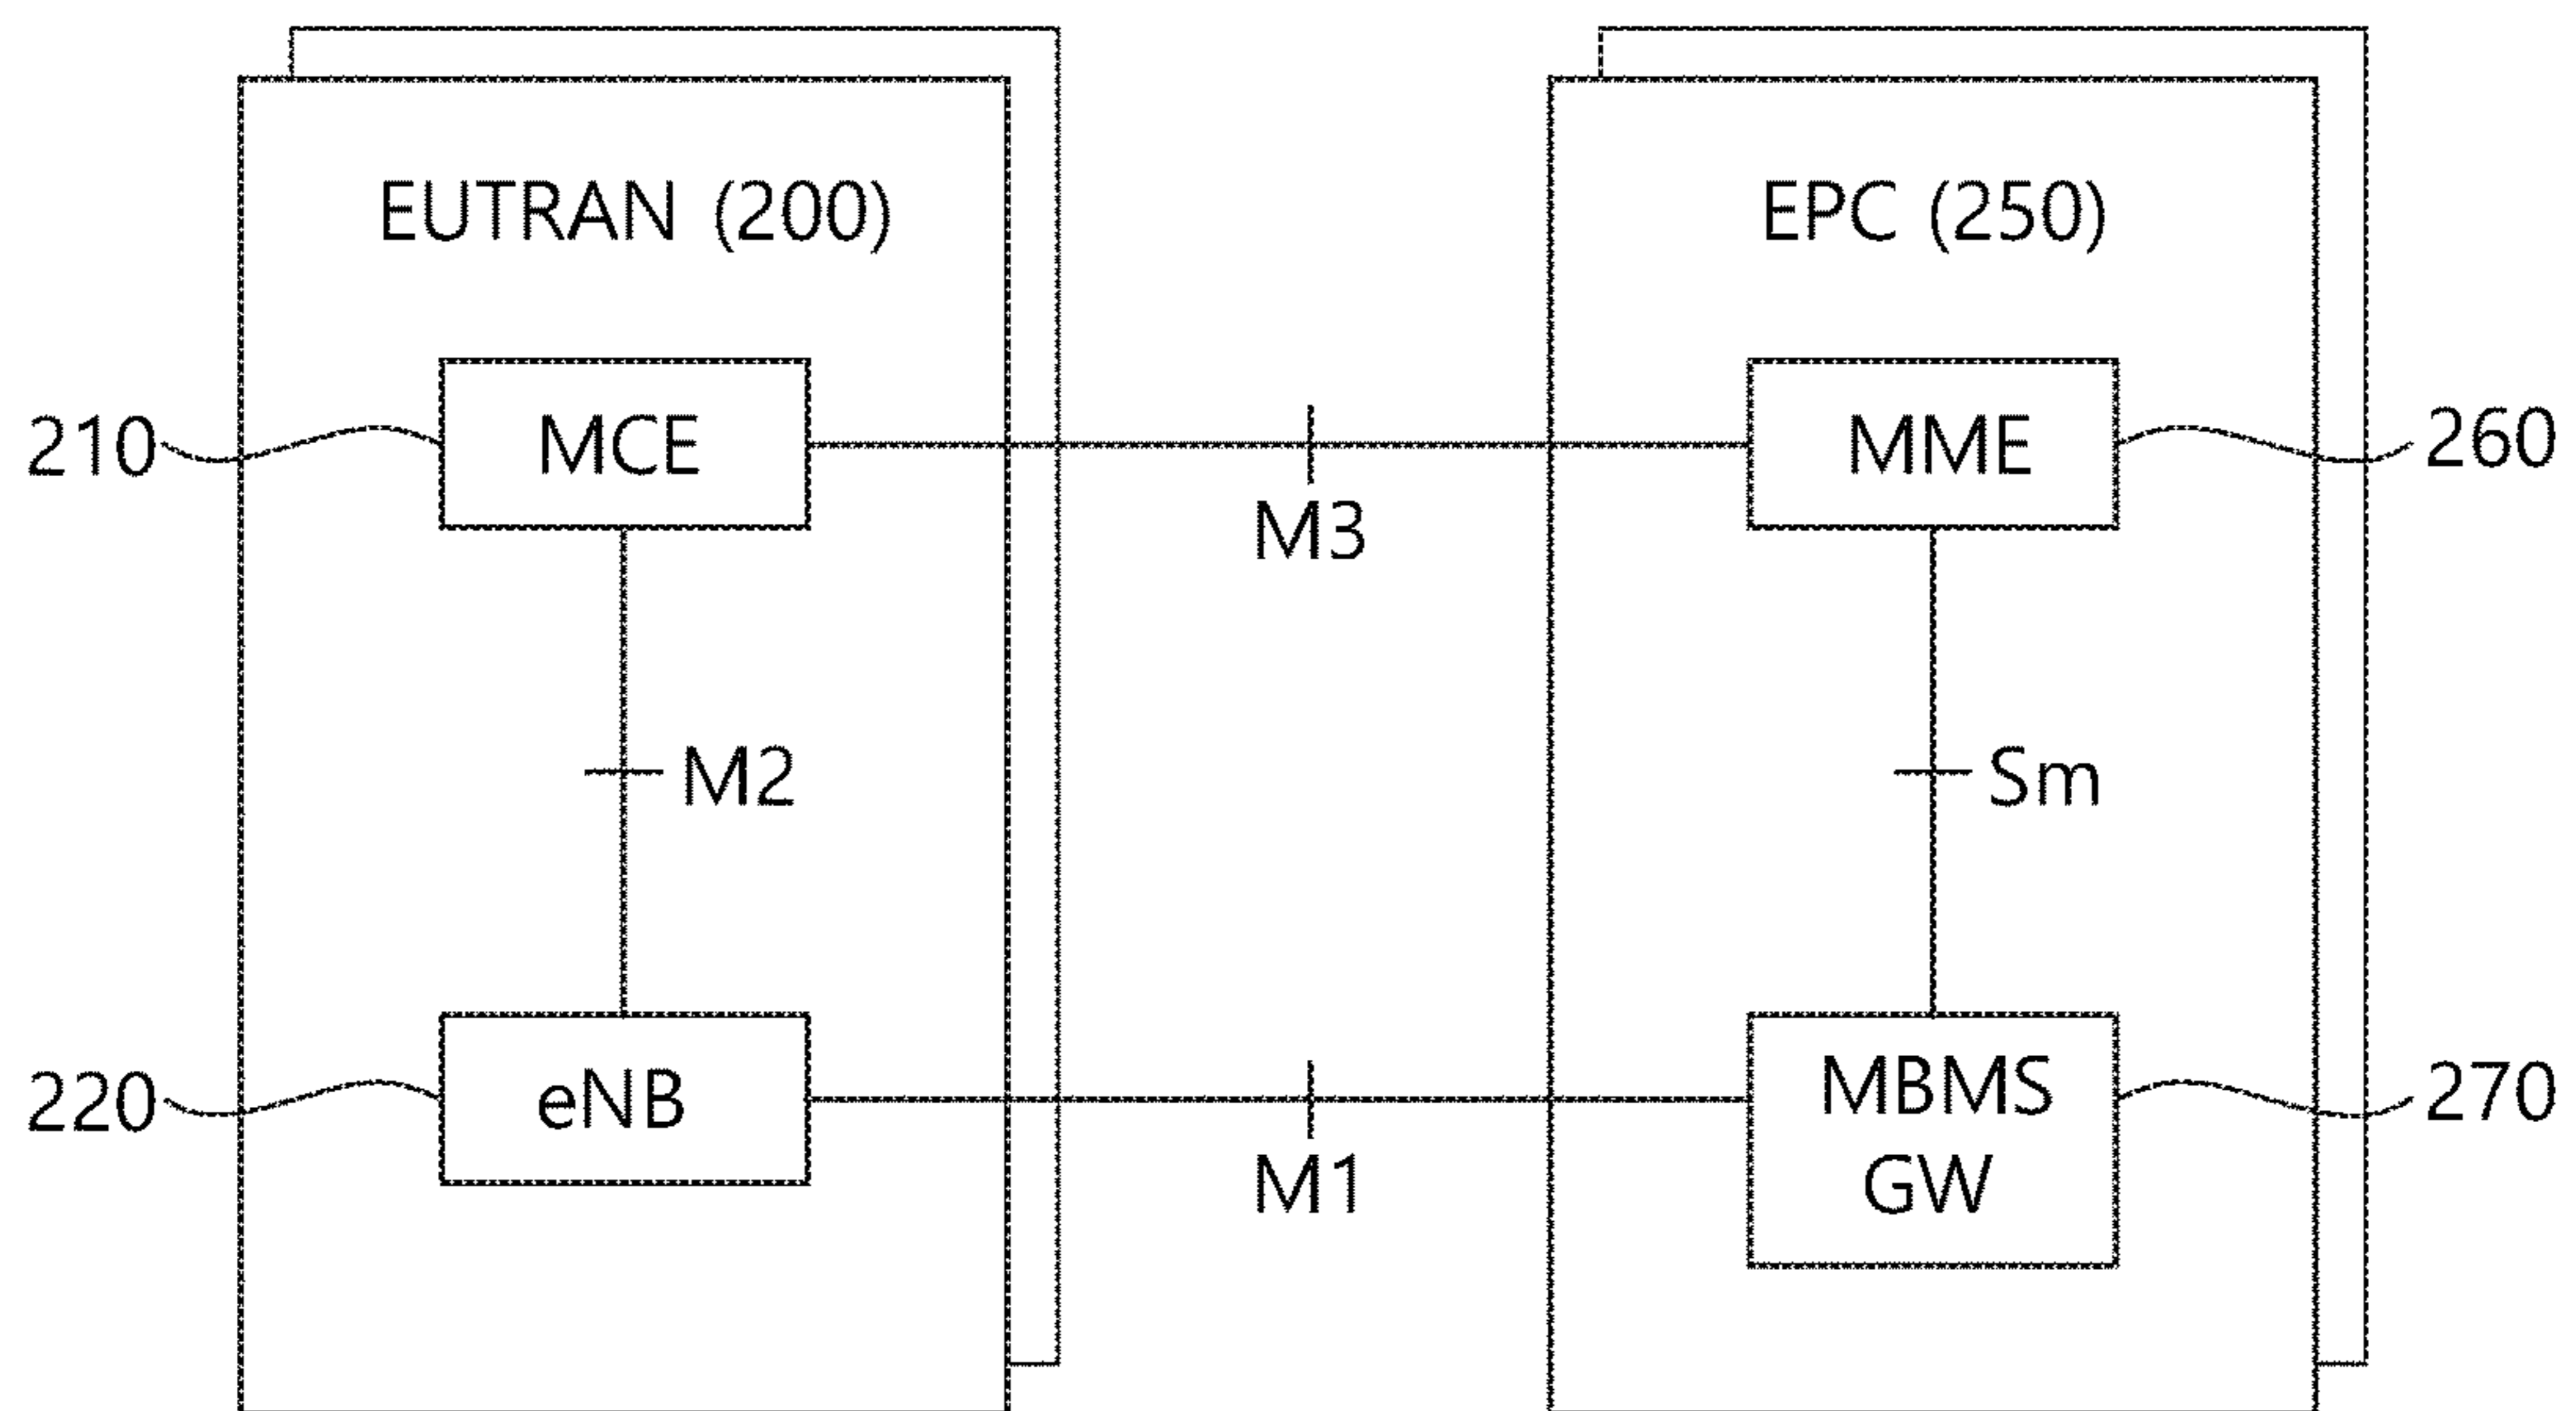 EUTRAN (200)
EPC (250)
210
MCE
M3
MME
260
M2
Sm
220
eNB
M1
MBMS
GW
270